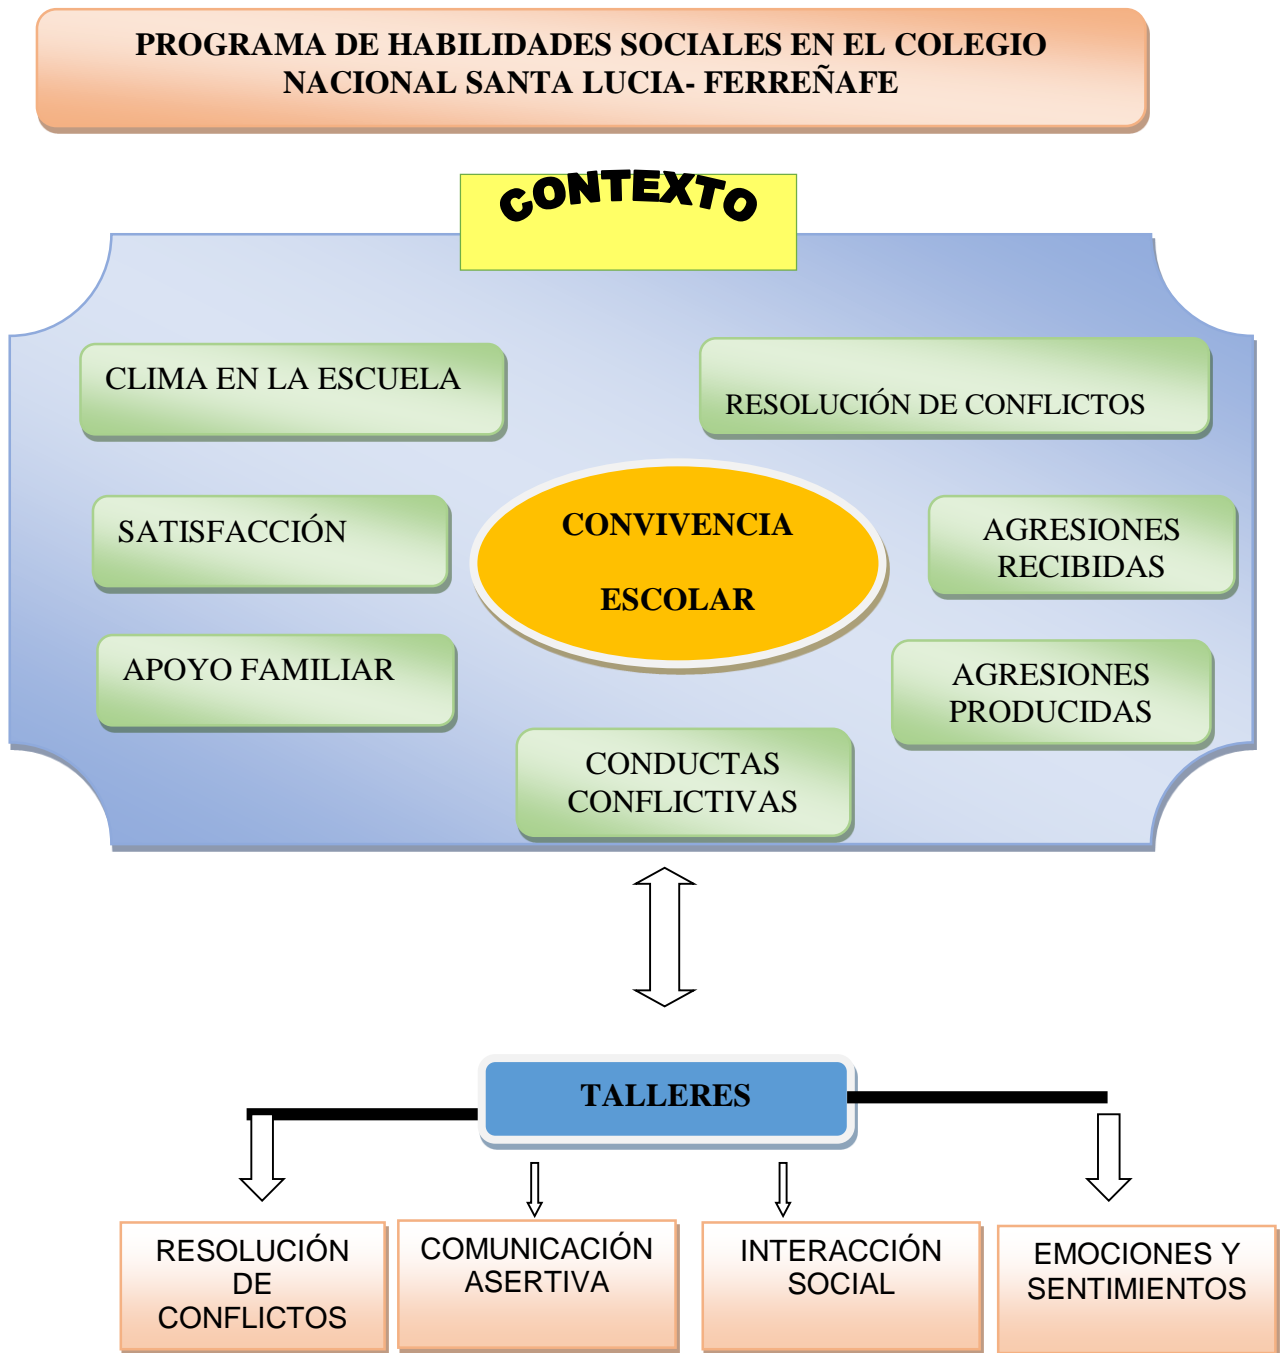 PROGRAMA DE HABILIDADES SOCIALES EN EL COLEGIO
NACIONAL SANTA LUCIA- FERREÑAFE
CONTEXTO
CLIMA EN LA ESCUELA
RESOLUCIÓN DE CONFLICTOS
SATISFACCIÓN
CONVIVENCIA
ESCOLAR
AGRESIONES
RECIBIDAS
APOYO FAMILIAR
AGRESIONES
PRODUCIDAS
CONDUCTAS
CONFLICTIVAS
TALLERES
RESOLUCIÓN
DE
CONFLICTOS
COMUNICACIÓN
ASERTIVA
INTERACCIÓN
SOCIAL
EMOCIONES Y
SENTIMIENTOS